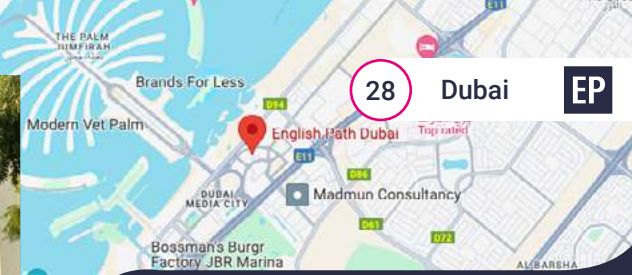 E11
THE PALM
JUMEIRAH
Brands For Less
28
Dubai
EP
D94
Modern Vet Palm
English Path Dubai
Top rated
E11
D86
DUBAI
MEDIA CITY
Madmun Consultancy
D61
D72
Bossman's Burgr
Factory JBR Marina
AL BARSHA